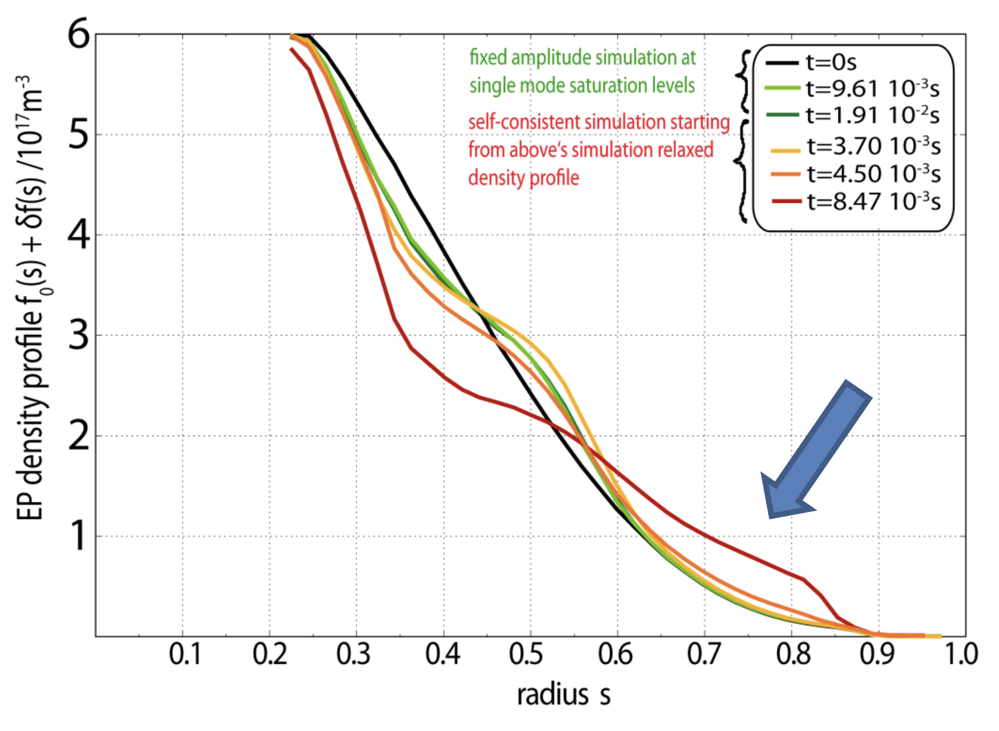 EP density profile f₀(s) + δf(s) /10¹⁷m⁻³
6
5
4
3
2
1
fixed amplitude simulation at
single mode saturation levels
self-consistent simulation starting
from above's simulation relaxed
density profile
t=0s
t=9.61 10⁻³s
t=1.91 10⁻²s
t=3.70 10⁻³s
t=4.50 10⁻³s
t=8.47 10⁻³s
0.1 0.2 0.3 0.4 0.5 0.6 0.7 0.8 0.9 1.0
radius s